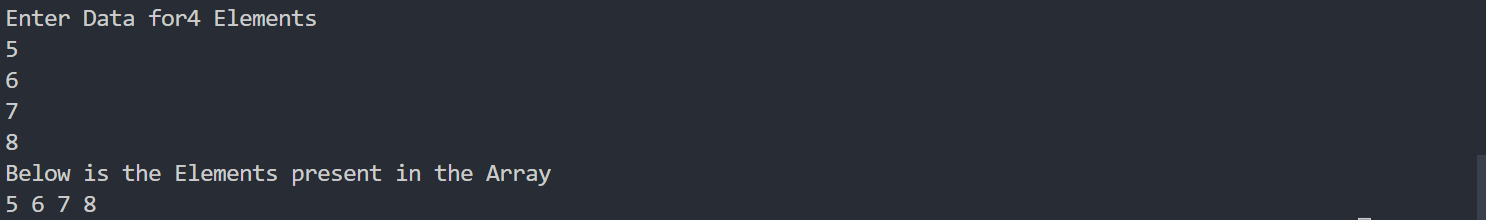 Enter Data for4 Elements
5
6
7
8
Below is the Elements present in the Array
5 6 7 8